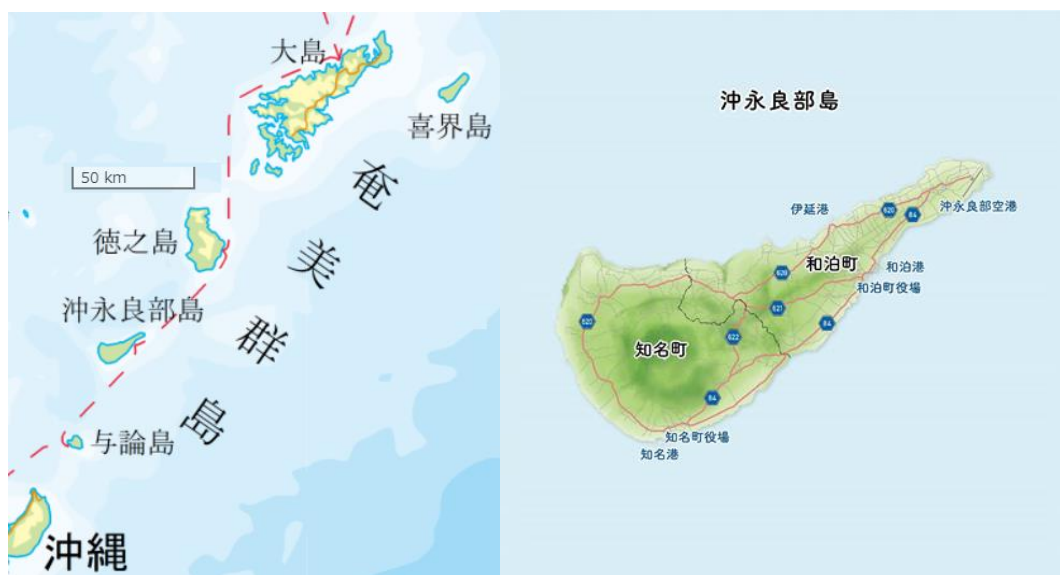 大島
喜界島
50 km
奄美群島
徳之島
沖永良部島
与論島
沖縄
沖永良部島
沖永良部空港
伊延港
620
84
和泊町
和泊港
620
621
和泊町役場
620
84
622
知名町
84
知名町役場
知名港